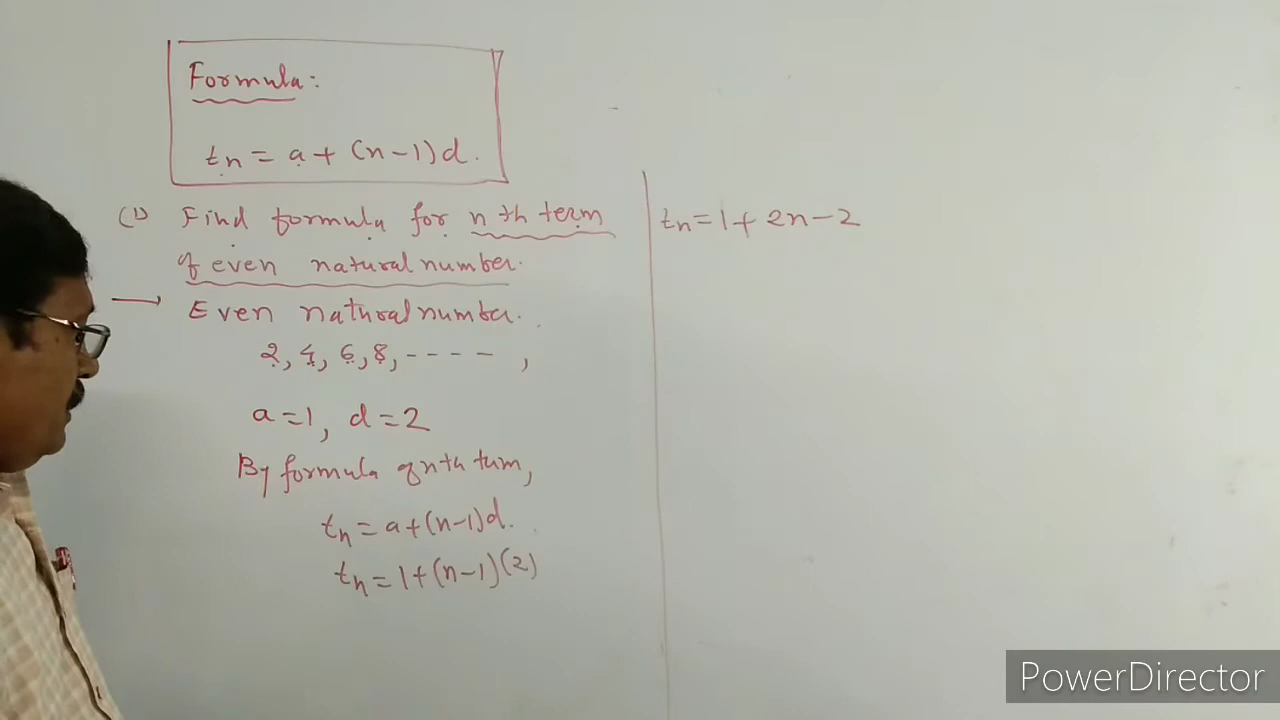 Formula:
tn = a + (n-1)d.
(1) Find formula for n th term
of even natural number.
→ Even natural number.
2, 4, 6, 8, - - - - ,
a = 1, d = 2
By formula of nth term,
tn = a + (n-1)d.
tn = 1 + (n-1)(2)
tn = 1 + 2n - 2
PowerDirector